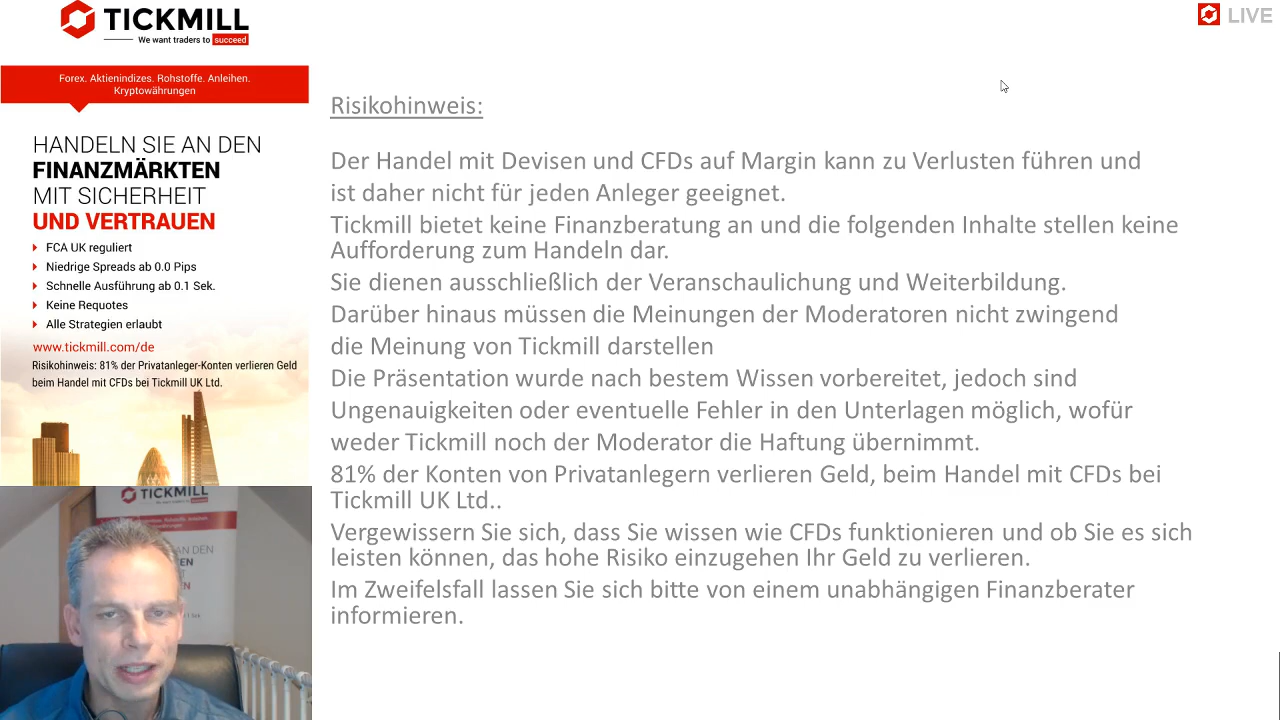 TICKMILL
We want traders to succeed
LIVE
Forex. Aktienindizes. Rohstoffe. Anleihen.
Kryptowährungen
HANDELN SIE AN DEN
FINANZMÄRKTEN
MIT SICHERHEIT
UND VERTRAUEN
FCA UK reguliert
Niedrige Spreads ab 0.0 Pips
Schnelle Ausführung ab 0.1 Sek.
Keine Requotes
Alle Strategien erlaubt
www.tickmill.com/de
Risikohinweis: 81% der Privatanleger-Konten verlieren Geld
beim Handel mit CFDs bei Tickmill UK Ltd.
Risikohinweis:
Der Handel mit Devisen und CFDs auf Margin kann zu Verlusten führen und
ist daher nicht für jeden Anleger geeignet.
Tickmill bietet keine Finanzberatung an und die folgenden Inhalte stellen keine
Aufforderung zum Handeln dar.
Sie dienen ausschließlich der Veranschaulichung und Weiterbildung.
Darüber hinaus müssen die Meinungen der Moderatoren nicht zwingend
die Meinung von Tickmill darstellen
Die Präsentation wurde nach bestem Wissen vorbereitet, jedoch sind
Ungenauigkeiten oder eventuelle Fehler in den Unterlagen möglich, wofür
weder Tickmill noch der Moderator die Haftung übernimmt.
81% der Konten von Privatanlegern verlieren Geld, beim Handel mit CFDs bei
Tickmill UK Ltd..
Vergewissern Sie sich, dass Sie wissen wie CFDs funktionieren und ob Sie es sich
leisten können, das hohe Risiko einzugehen Ihr Geld zu verlieren.
Im Zweifelsfall lassen Sie sich bitte von einem unabhängigen Finanzberater
informieren.
TICKMILL
AN DEN